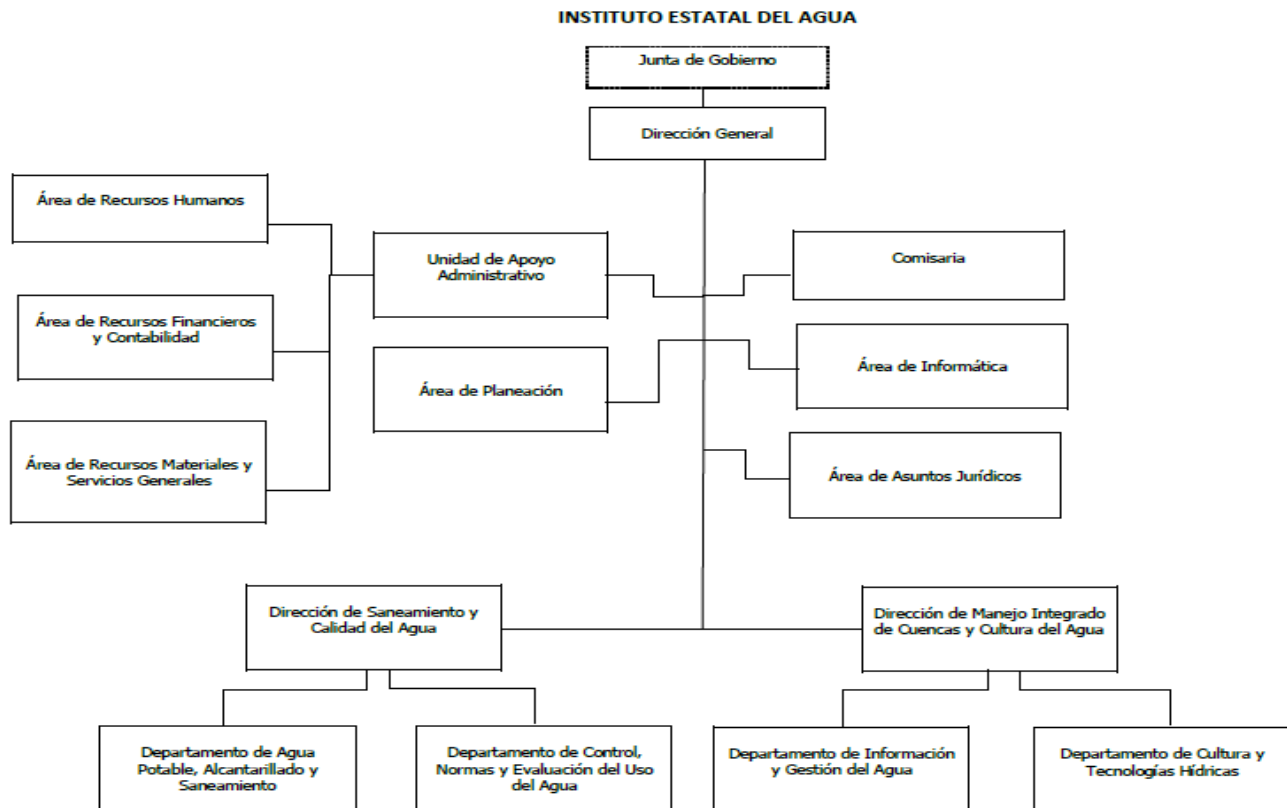 INSTITUTO ESTATAL DEL AGUA
Junta de Gobierno
Dirección General
Área de Recursos Humanos
Unidad de Apoyo
Administrativo
Comisaria
Área de Recursos Financieros
y Contabilidad
Área de Planeación
Área de Informática
Área de Recursos Materiales y
Servicios Generales
Área de Asuntos Jurídicos
Dirección de Saneamiento y
Calidad del Agua
Dirección de Manejo Integrado
de Cuencas y Cultura del Agua
Departamento de Agua
Potable, Alcantarillado y
Saneamiento
Departamento de Control,
Normas y Evaluación del Uso
del Agua
Departamento de Información
y Gestión del Agua
Departamento de Cultura y
Tecnologías Hídricas